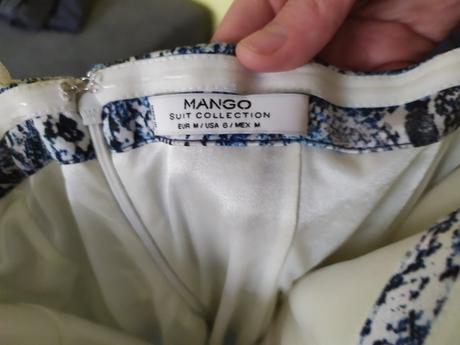 MANGO
SUIT COLLECTION
EUR M / USA 6 / MEX M